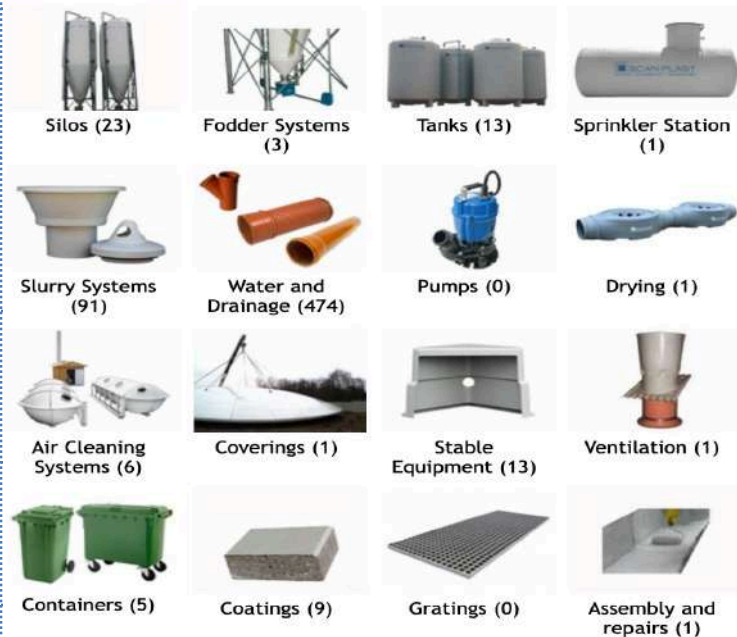 SCAN PLAST
Silos (23)
Fodder Systems
(3)
Tanks (13)
Sprinkler Station
(1)
Slurry Systems
(91)
Water and
Drainage (474)
Pumps (0)
Drying (1)
Air Cleaning
Systems (6)
Coverings (1)
Stable
Equipment (13)
Ventilation (1)
Containers (5)
Coatings (9)
Gratings (0)
Assembly and
repairs (1)